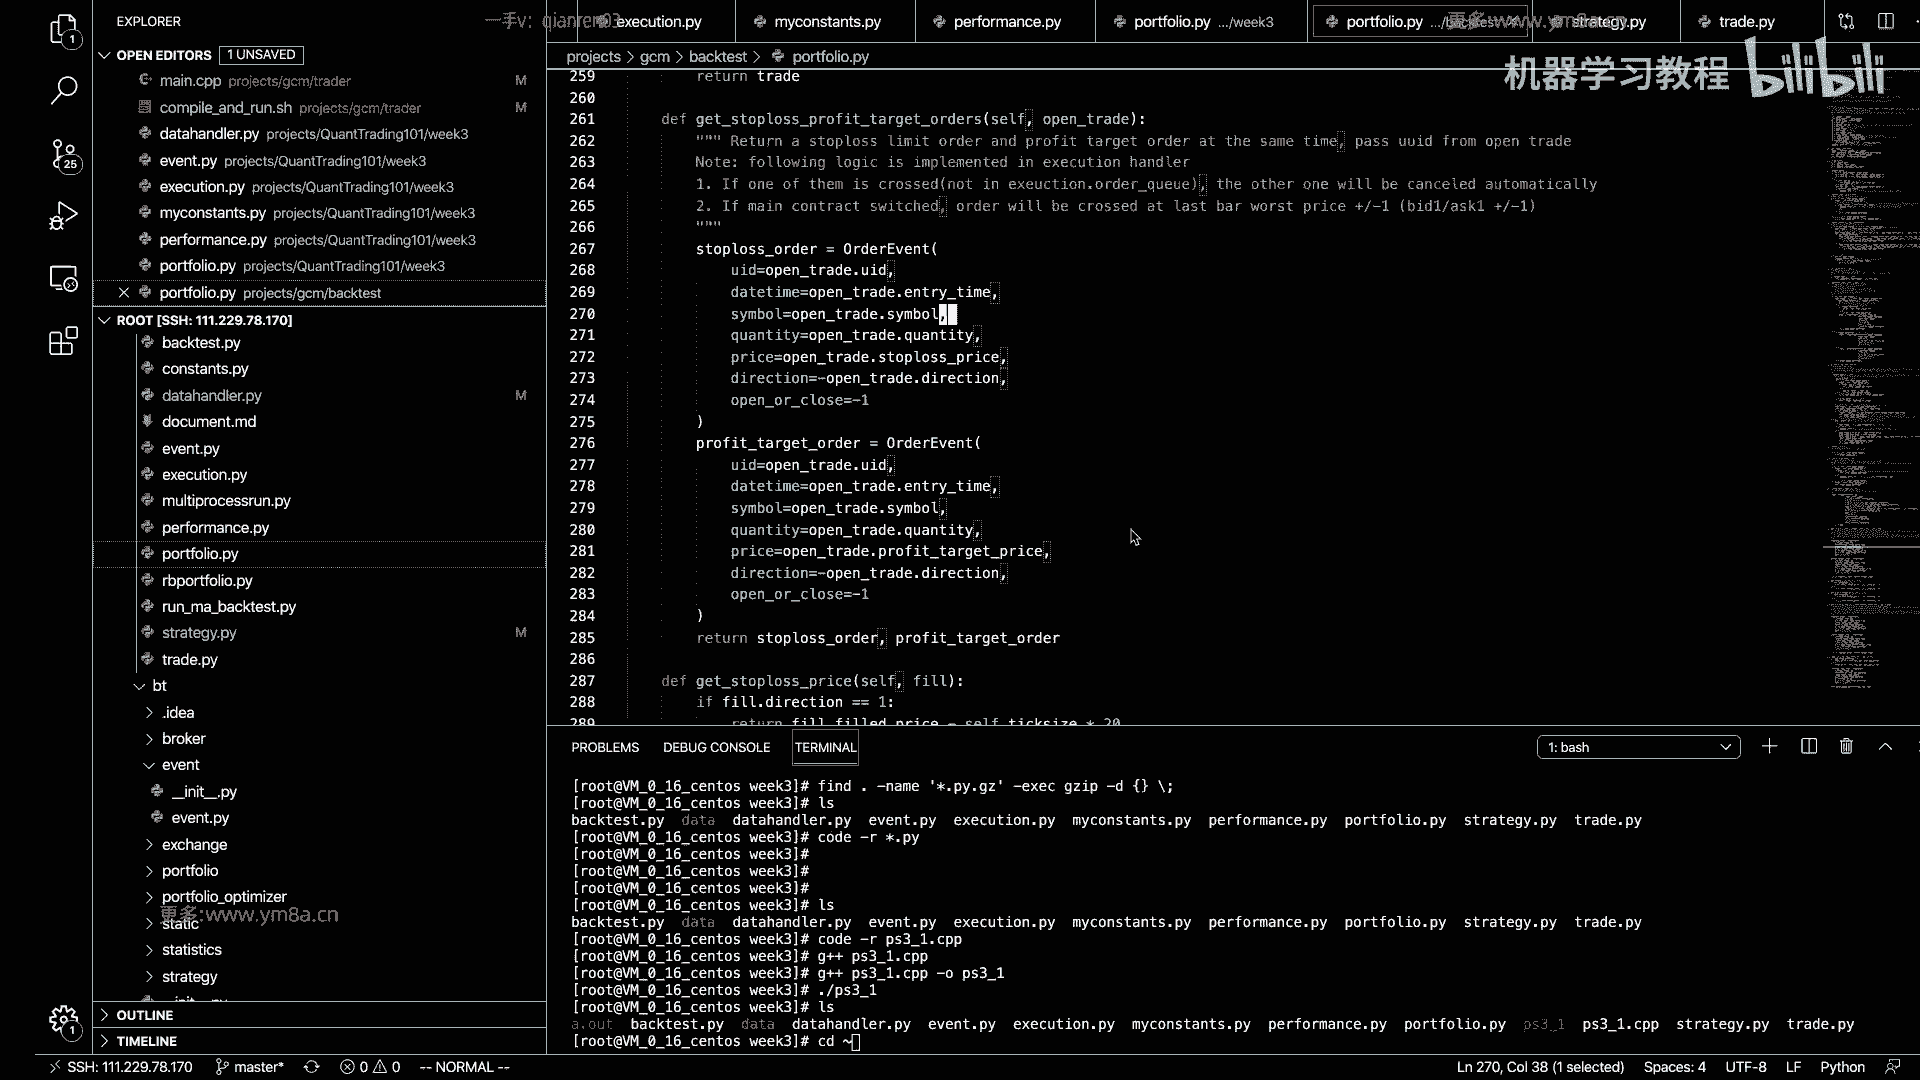 EXPLORER
OPEN EDITORS 1 UNSAVED
main.cpp projects/gcm/trader M
compile_and_run.sh projects/gcm/trader M
datahandler.py projects/QuantTrading101/week3
event.py projects/QuantTrading101/week3
execution.py projects/QuantTrading101/week3
myconstants.py projects/QuantTrading101/week3
performance.py projects/QuantTrading101/week3
portfolio.py projects/QuantTrading101/week3
portfolio.py projects/gcm/backtest
ROOT [SSH: 111.229.78.170]
backtest.py
constants.py
datahandler.py M
document.md
event.py
execution.py
multiprocessrun.py
performance.py
portfolio.py
rbportfolio.py
run_ma_backtest.py
strategy.py M
trade.py
bt
.idea
broker
event
__init__.py
event.py
exchange
portfolio
portfolio_optimizer
static
更多:www.ym8a.cn
statistics
strategy
OUTLINE
TIMELINE
一手v: qianren03
execution.py myconstants.py performance.py portfolio.py .../week3 portfolio.py .../backtest strategy.py trade.py
更多:www.ym8a.cn
projects > gcm > backtest > portfolio.py
机器学习教程 bilibili
259 return trade
260
261 def get_stoploss_profit_target_orders(self, open_trade):
262 """ Return a stoploss limit order and profit target order at the same time, pass uuid from open trade
263 Note: following logic is implemented in execution handler
264 1. If one of them is crossed(not in exeuction.order_queue), the other one will be canceled automatically
265 2. If main contract switched, order will be crossed at last bar worst price +/-1 (bid1/ask1 +/-1)
266 """
267 stoploss_order = OrderEvent(
268 uid=open_trade.uid,
269 datetime=open_trade.entry_time,
270 symbol=open_trade.symbol,
271 quantity=open_trade.quantity,
272 price=open_trade.stoploss_price,
273 direction=-open_trade.direction,
274 open_or_close=-1
275 )
276 profit_target_order = OrderEvent(
277 uid=open_trade.uid,
278 datetime=open_trade.entry_time,
279 symbol=open_trade.symbol,
280 quantity=open_trade.quantity,
281 price=open_trade.profit_target_price,
282 direction=-open_trade.direction,
283 open_or_close=-1
284 )
285 return stoploss_order, profit_target_order
286
287 def get_stoploss_price(self, fill):
288 if fill.direction == 1:
289 return fill.filled_price - self.ticksize * 20
PROBLEMS DEBUG CONSOLE TERMINAL 1: bash
[root@VM_0_16_centos week3]# find . -name '*.py.gz' -exec gzip -d {} \;
[root@VM_0_16_centos week3]# ls
backtest.py data datahandler.py event.py execution.py myconstants.py performance.py portfolio.py strategy.py trade.py
[root@VM_0_16_centos week3]# code -r *.py
[root@VM_0_16_centos week3]#
[root@VM_0_16_centos week3]#
[root@VM_0_16_centos week3]#
[root@VM_0_16_centos week3]# ls
backtest.py data datahandler.py event.py execution.py myconstants.py performance.py portfolio.py strategy.py trade.py
[root@VM_0_16_centos week3]# code -r ps3_1.cpp
[root@VM_0_16_centos week3]# g++ ps3_1.cpp
[root@VM_0_16_centos week3]# g++ ps3_1.cpp -o ps3_1
[root@VM_0_16_centos week3]# ./ps3_1
[root@VM_0_16_centos week3]# ls
a.out backtest.py data datahandler.py event.py execution.py myconstants.py performance.py portfolio.py ps3_1 ps3_1.cpp strategy.py trade.py
[root@VM_0_16_centos week3]# cd ~
SSH: 111.229.78.170 master* 0 0 -- NORMAL -- Ln 270, Col 38 (1 selected) Spaces: 4 UTF-8 LF Python